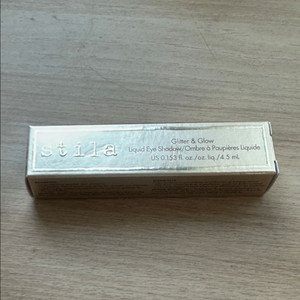 stila
Glitter & Glow
Liquid Eye Shadow/Ombre à Paupières Liquide
US 0.153 fl. oz./oz. liq./4.5 mL